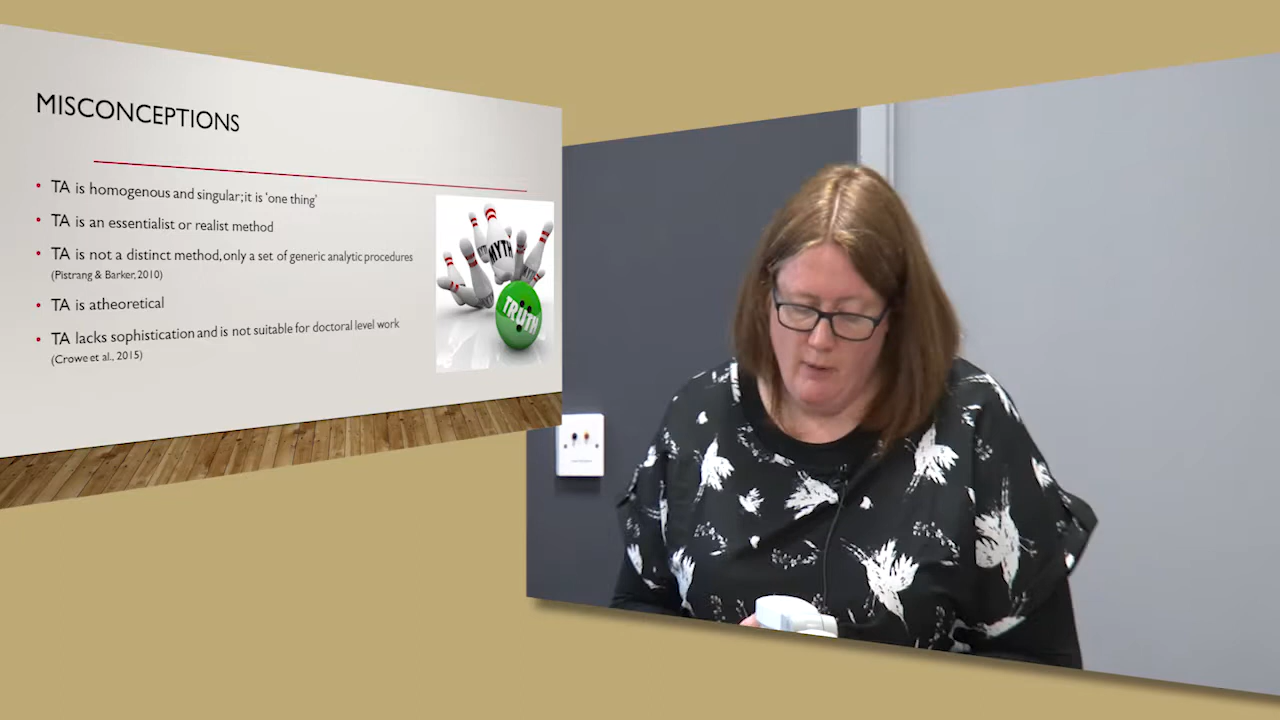 MISCONCEPTIONS
TA is homogenous and singular; it is 'one thing'
TA is an essentialist or realist method
TA is not a distinct method, only a set of generic analytic procedures
(Pistrang & Barker, 2010)
TA is atheoretical
TA lacks sophistication and is not suitable for doctoral level work
(Crowe et al., 2015)
MYTH
TRUTH